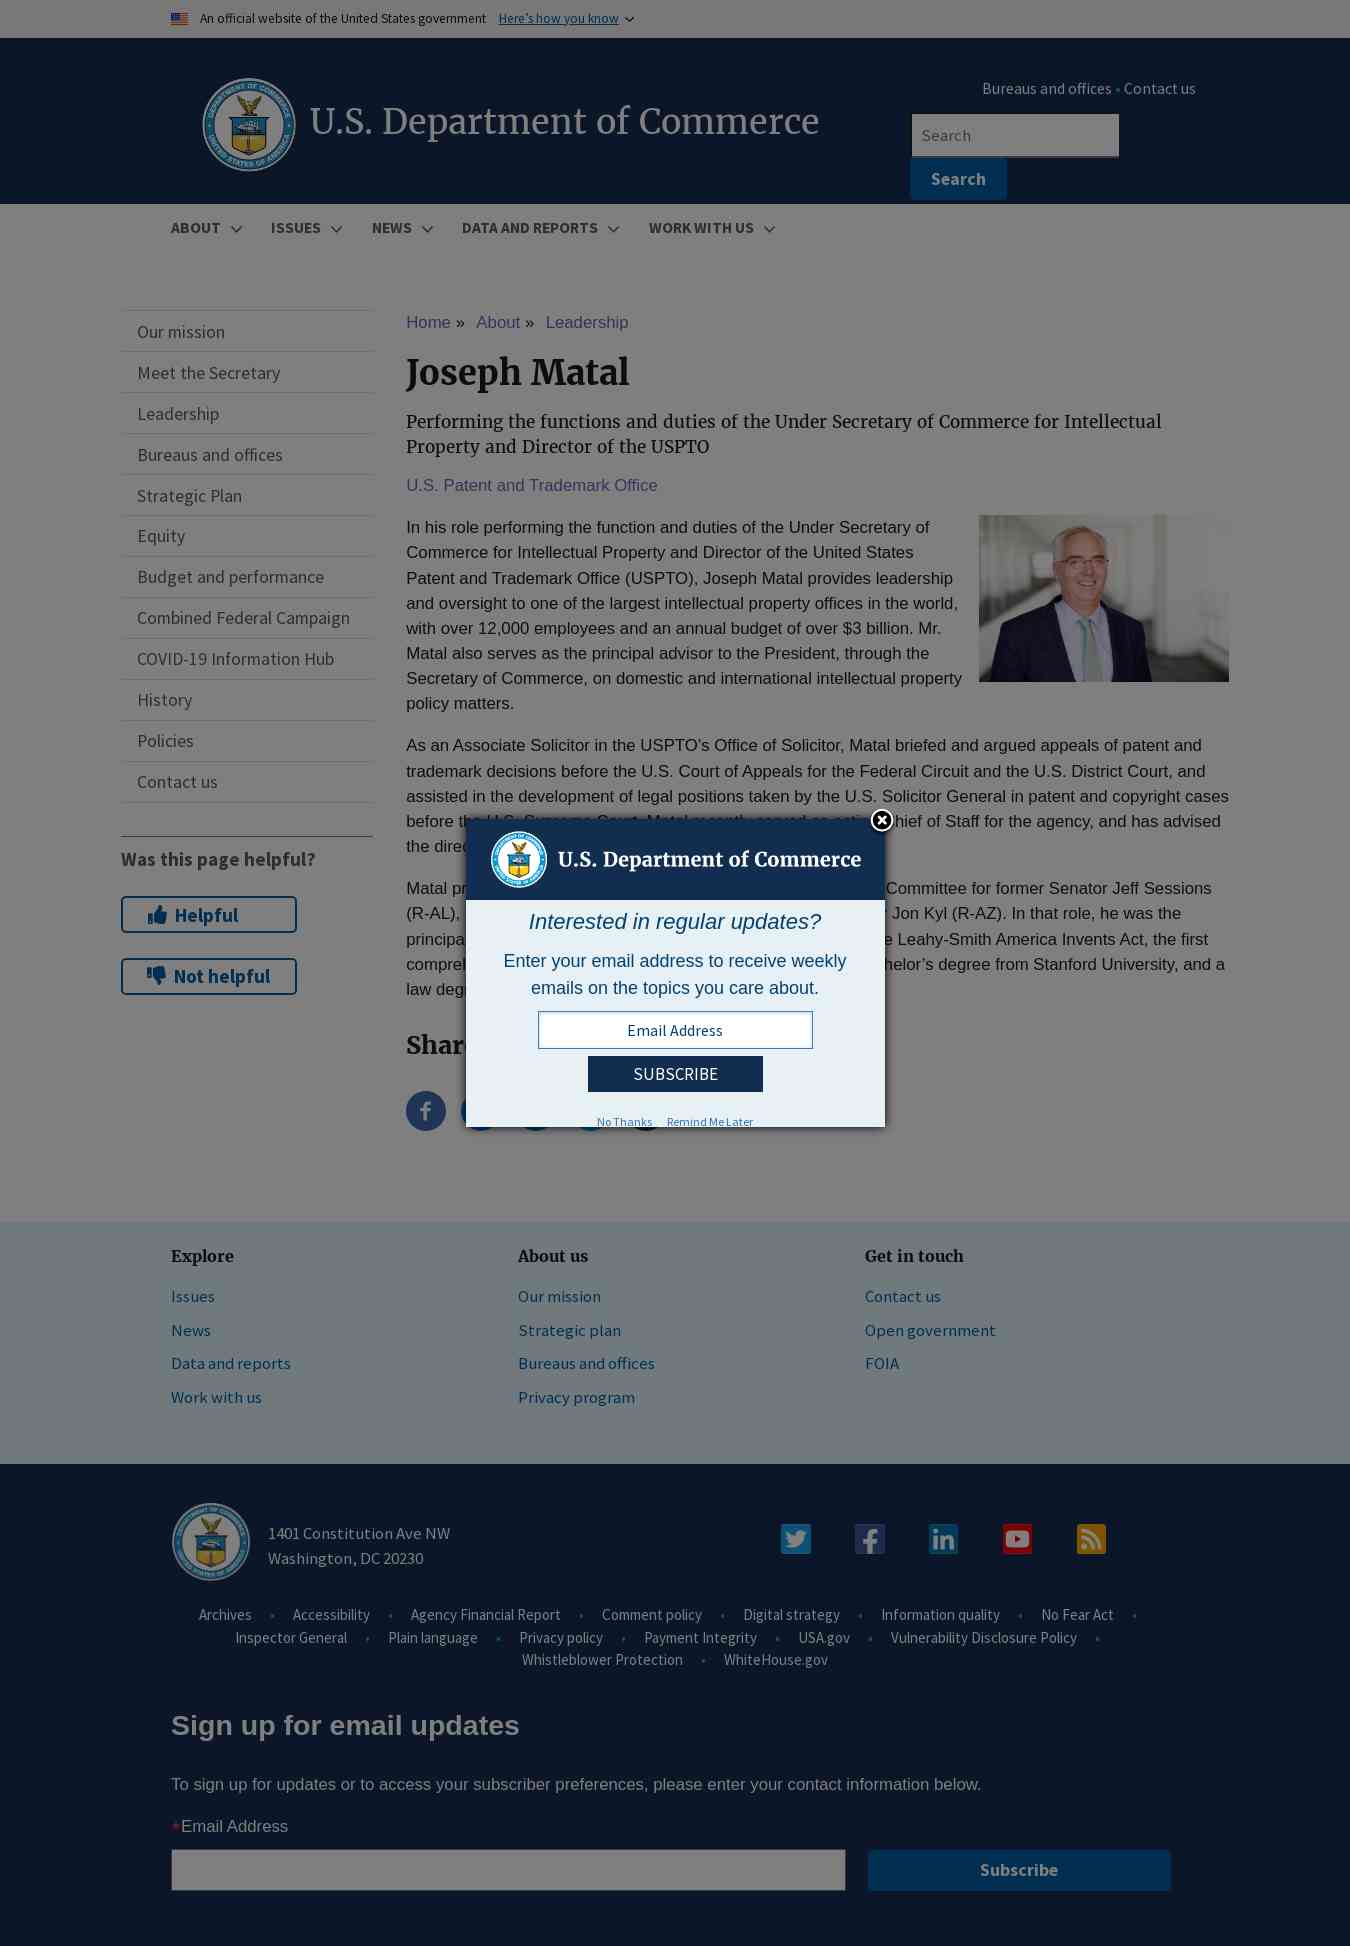 An official website of the United States government Here’s how you know
U.S. Department of Commerce
Bureaus and offices • Contact us
Search
Search
ABOUT ISSUES NEWS DATA AND REPORTS WORK WITH US
Our mission
Meet the Secretary
Leadership
Bureaus and offices
Strategic Plan
Equity
Budget and performance
Combined Federal Campaign
COVID-19 Information Hub
History
Policies
Contact us
Was this page helpful?
Helpful
Not helpful
Home » About » Leadership
Joseph Matal
Performing the functions and duties of the Under Secretary of Commerce for Intellectual
Property and Director of the USPTO
U.S. Patent and Trademark Office
In his role performing the function and duties of the Under Secretary of
Commerce for Intellectual Property and Director of the United States
Patent and Trademark Office (USPTO), Joseph Matal provides leadership
and oversight to one of the largest intellectual property offices in the world,
with over 12,000 employees and an annual budget of over $3 billion. Mr.
Matal also serves as the principal advisor to the President, through the
Secretary of Commerce, on domestic and international intellectual property
policy matters.
As an Associate Solicitor in the USPTO’s Office of Solicitor, Matal briefed and argued appeals of patent and
trademark decisions before the U.S. Court of Appeals for the Federal Circuit and the U.S. District Court, and
assisted in the development of legal positions taken by the U.S. Solicitor General in patent and copyright cases
before the U.S. Supreme Court. Matal recently served as acting Chief of Staff for the agency, and has advised
the
Matal Committee for former Senator Jeff Sessions
(R-AL), Jon Kyl (R-AZ). In that role, he was the
Leahy-Smith America Invents Act, the first
degree from Stanford University, and a
law
U.S. Department of Commerce
Interested in regular updates?
Enter your email address to receive weekly
emails on the topics you care about.
Email Address
SUBSCRIBE
No Thanks Remind Me Later
Explore
Issues
News
Data and reports
Work with us
About us
Our mission
Strategic plan
Bureaus and offices
Privacy program
Get in touch
Contact us
Open government
FOIA
1401 Constitution Ave NW
Washington, DC 20230
Archives • Accessibility • Agency Financial Report • Comment policy • Digital strategy • Information quality • No Fear Act •
Inspector General • Plain language • Privacy policy • Payment Integrity • USA.gov • Vulnerability Disclosure Policy •
Whistleblower Protection • WhiteHouse.gov
Sign up for email updates
To sign up for updates or to access your subscriber preferences, please enter your contact information below.
*Email Address
Subscribe